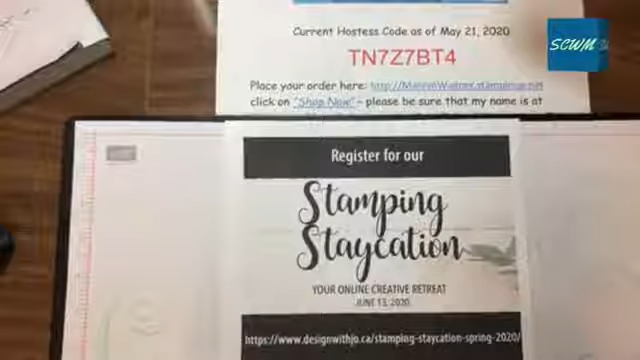 Current Hostess Code as of May 21, 2020
TN7Z7BT4
Place your order here:
click on "Shop Now" - please be sure that my name is at
SCWM
Register for our
Stamping
Staycation
YOUR ONLINE CREATIVE RETREAT
JUNE 13, 2020
https://www.designwithjo.ca/stamping-staycation-spring-2020/